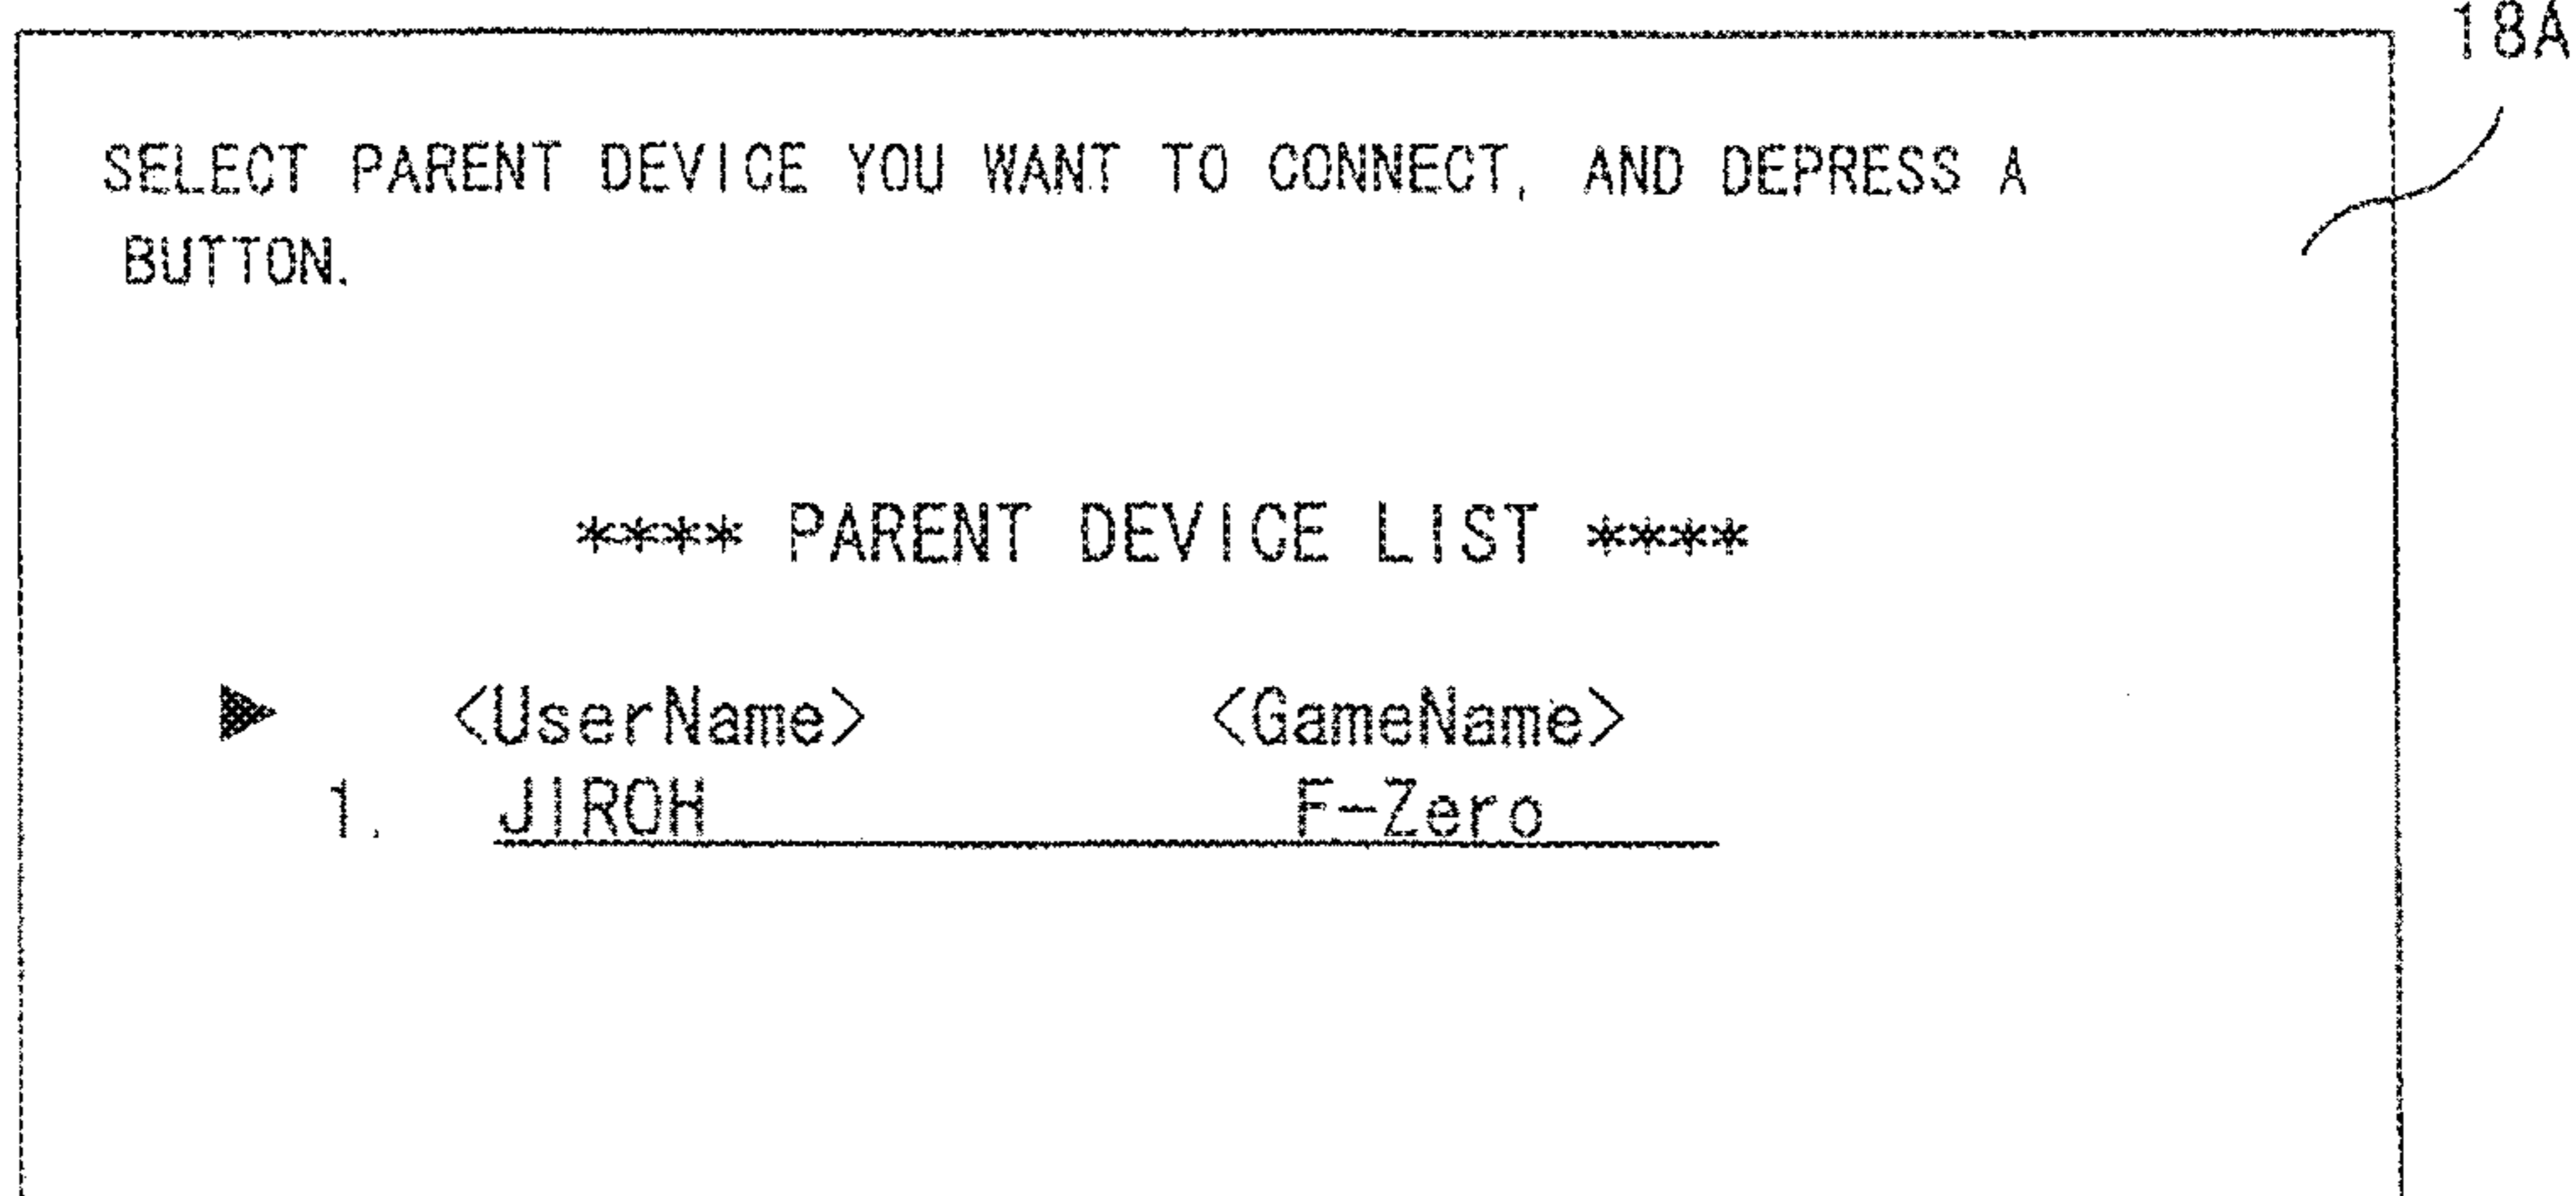 18A
SELECT PARENT DEVICE YOU WANT TO CONNECT, AND DEPRESS A
BUTTON.
**** PARENT DEVICE LIST ****
<UserName> <GameName>
1. JIROH F-Zero